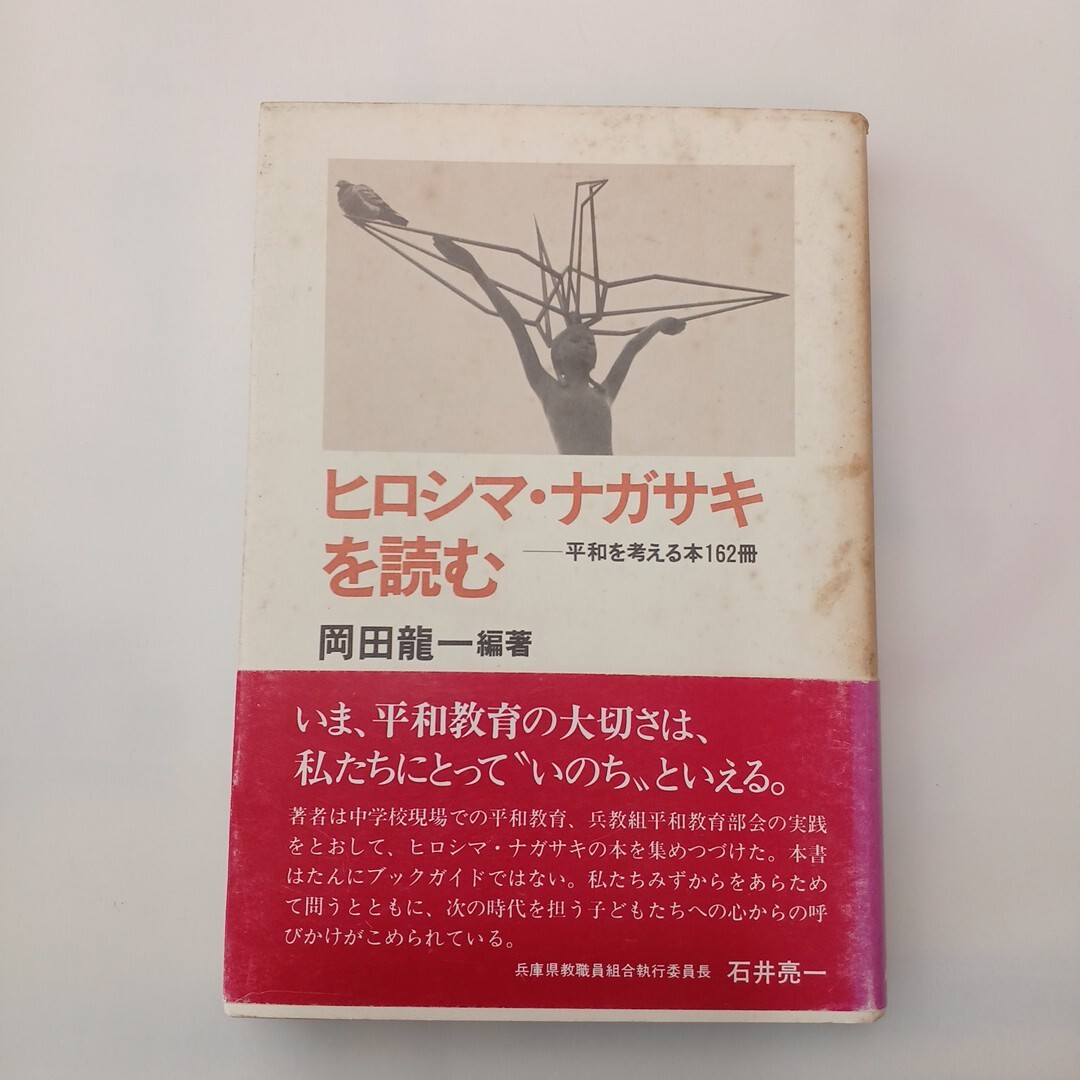 ヒロシマ・ナガサキ
を読む
──平和を考える本162冊
岡田龍一編著
いま、平和教育の大切さは、
私たちにとって〝いのち〟といえる。
著者は中学校現場での平和教育、兵教組平和教育部会の実践
をとおして、ヒロシマ・ナガサキの本を集めつづけた。本書
はたんにブックガイドではない。私たちみずからをあらため
て問うとともに、次の時代を担う子どもたちへの心からの呼
びかけがこめられている。
兵庫県教職員組合執行委員長 石井亮一